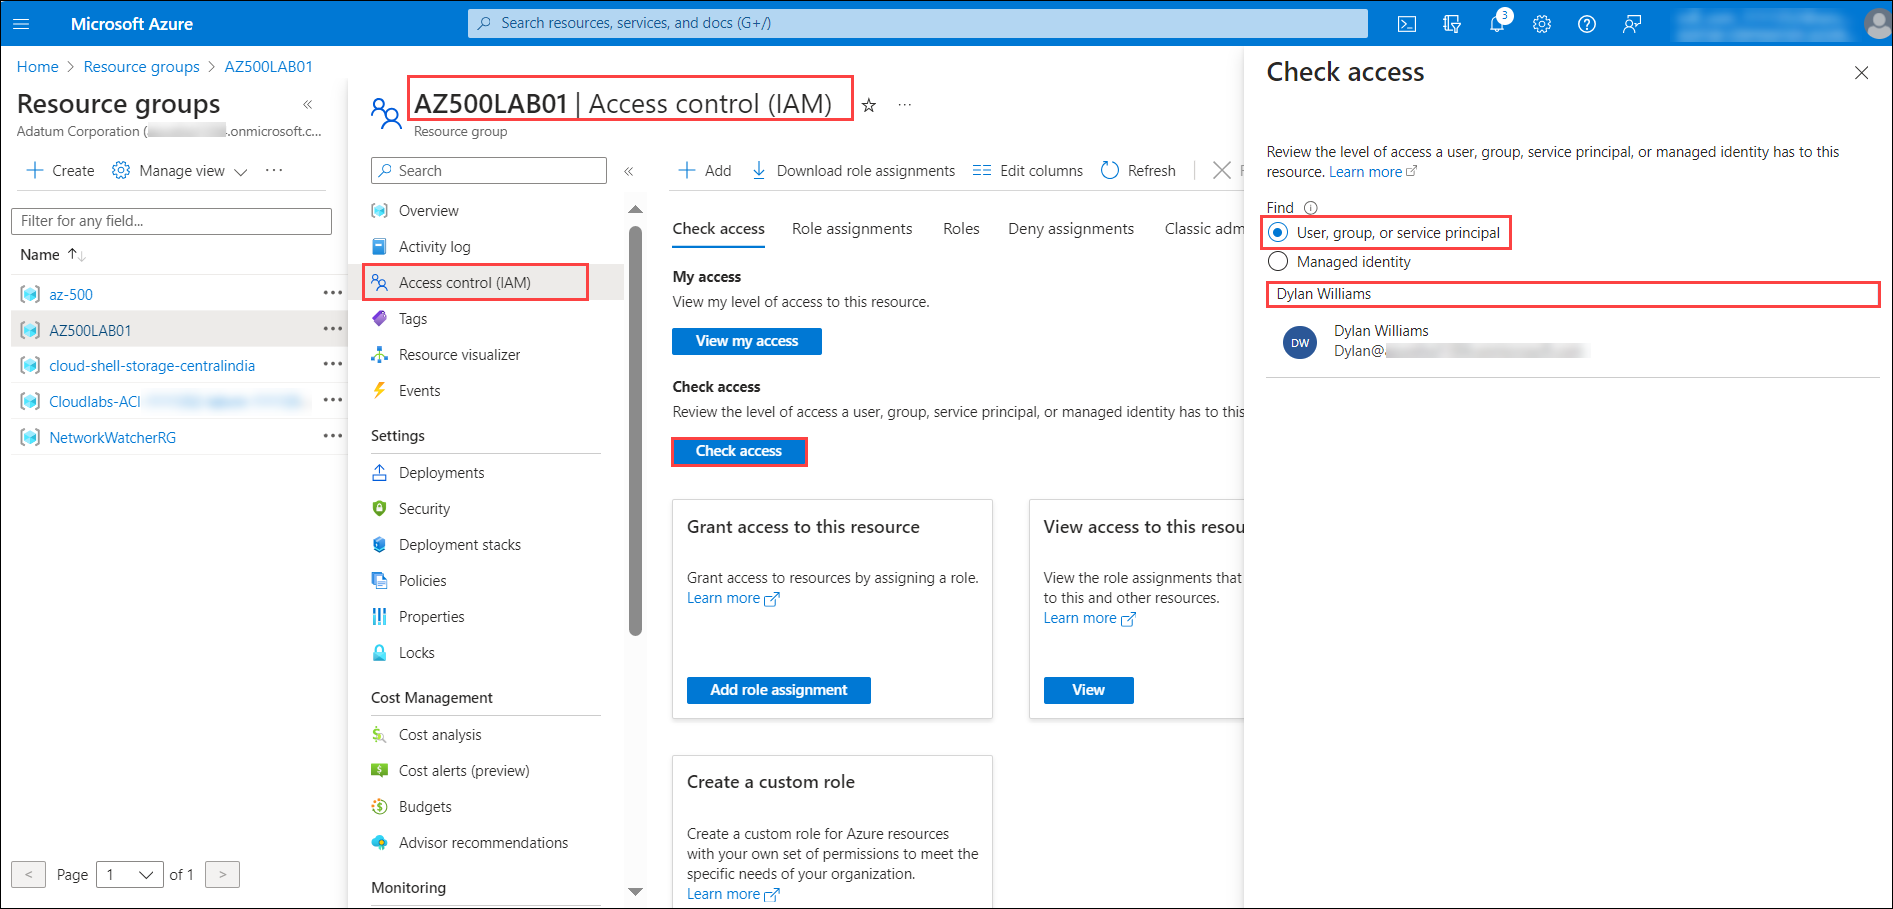 Microsoft Azure
Search resources, services, and docs (G+/)
3
Home > Resource groups > AZ500LAB01
Resource groups
«
Adatum Corporation (
.onmicrosoft.c...
Create
Manage view
...
Filter for any field...
Name ↑↓
az-500
AZ500LAB01
cloud-shell-storage-centralindia
Cloudlabs-ACI
NetworkWatcherRG
< Page 1 of 1 >
AZ500LAB01 | Access control (IAM)
...
Resource group
Search
«
Overview
Activity log
Access control (IAM)
Tags
Resource visualizer
Events
Settings
Deployments
Security
Deployment stacks
Policies
Properties
Locks
Cost Management
Cost analysis
Cost alerts (preview)
Budgets
Advisor recommendations
Monitoring
Add
Download role assignments
Edit columns
Refresh
Check access
Role assignments
Roles
Deny assignments
Classic adm
My access
View my level of access to this resource.
View my access
Check access
Review the level of access a user, group, service principal, or managed identity has to this
Check access
Grant access to this resource
Grant access to resources by assigning a role.
Learn more
Add role assignment
View access to this resou
View the role assignments that
to this and other resources.
Learn more
View
Create a custom role
Create a custom role for Azure resources
with your own set of permissions to meet the
specific needs of your organization.
Learn more
Check access
Review the level of access a user, group, service principal, or managed identity has to this
resource. Learn more
Find
User, group, or service principal
Managed identity
Dylan Williams
DW
Dylan Williams
Dylan@